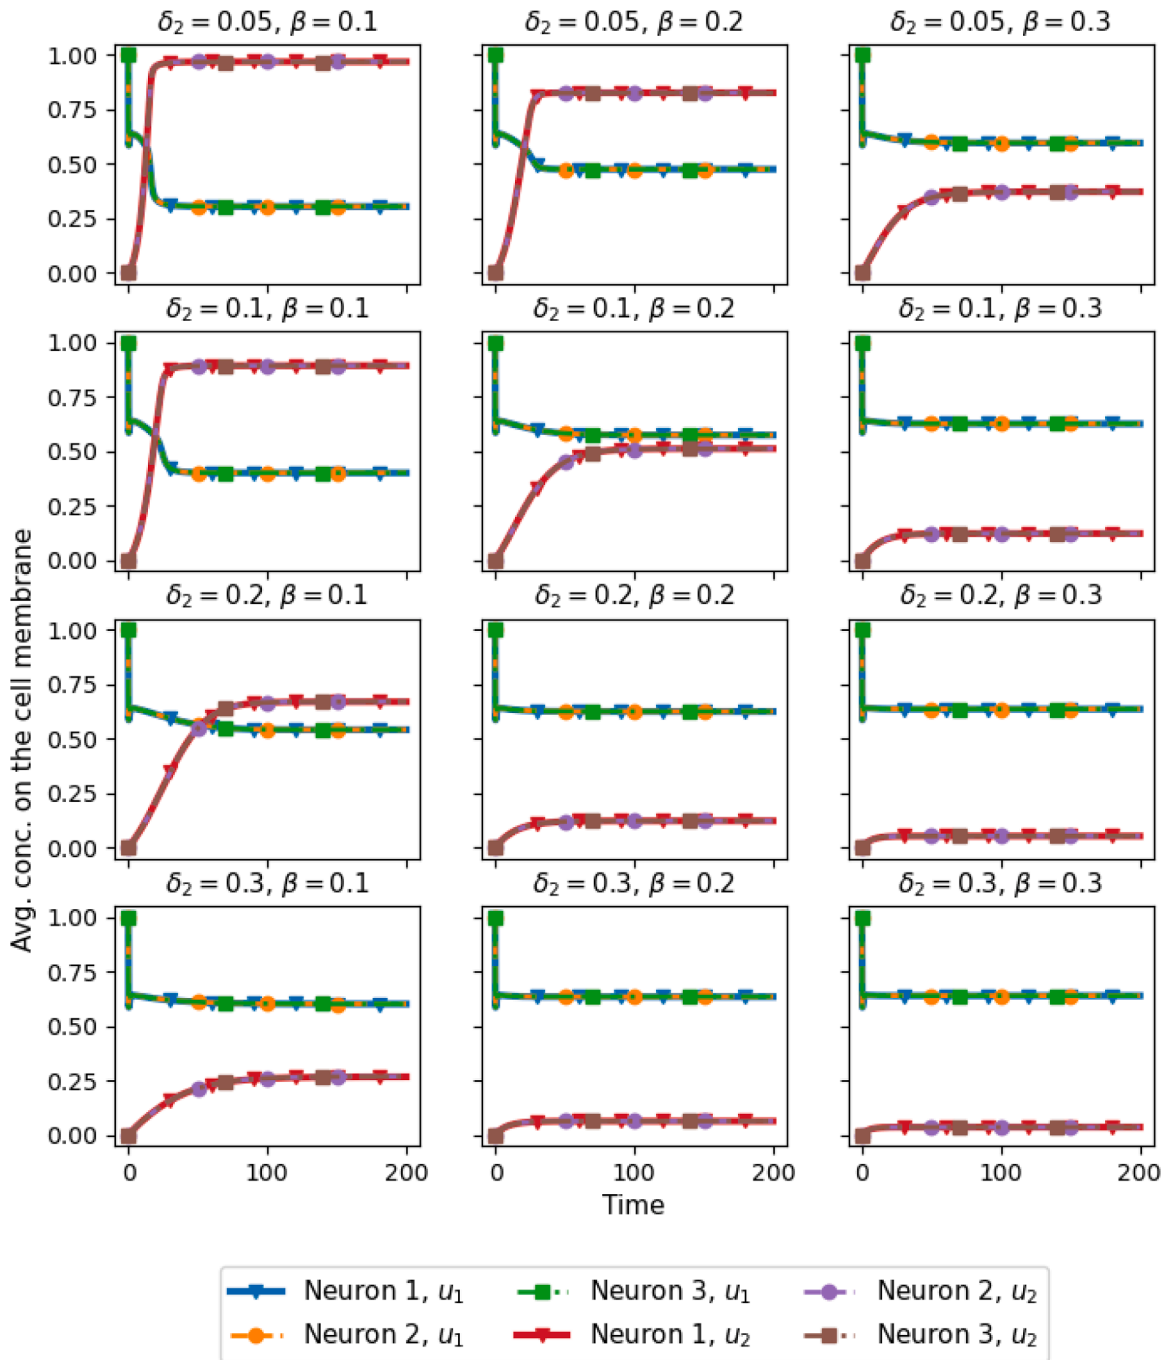 δ₂ = 0.05, β = 0.1
δ₂ = 0.05, β = 0.2
δ₂ = 0.05, β = 0.3
1.00
0.75
0.50
0.25
0.00
δ₂ = 0.1, β = 0.1
δ₂ = 0.1, β = 0.2
δ₂ = 0.1, β = 0.3
1.00
0.75
0.50
0.25
0.00
δ₂ = 0.2, β = 0.1
δ₂ = 0.2, β = 0.2
δ₂ = 0.2, β = 0.3
1.00
0.75
0.50
0.25
0.00
δ₂ = 0.3, β = 0.1
δ₂ = 0.3, β = 0.2
δ₂ = 0.3, β = 0.3
1.00
0.75
0.50
0.25
0.00
Avg. conc. on the cell membrane
0 100 200
0 100 200
0 100 200
Time
Neuron 1, u₁
Neuron 3, u₁
Neuron 2, u₂
Neuron 2, u₁
Neuron 1, u₂
Neuron 3, u₂